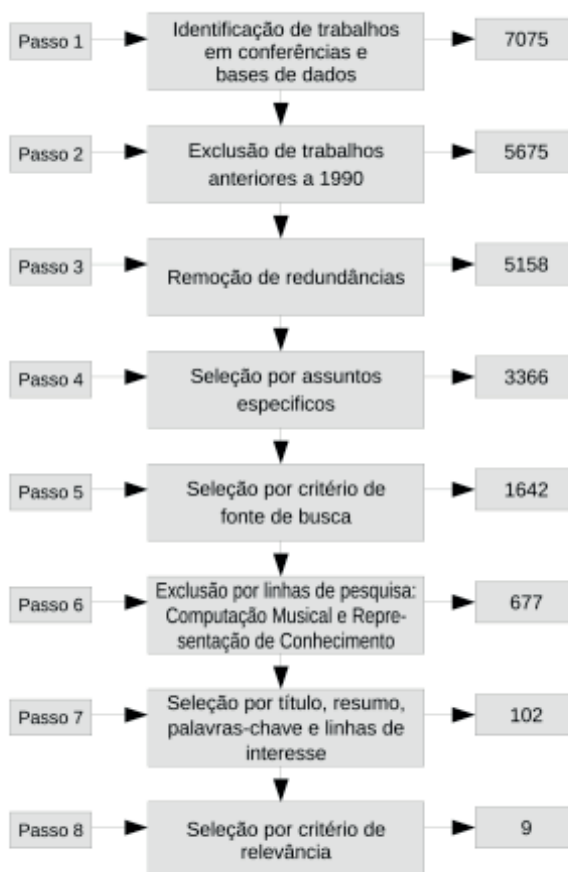 Passo 1
Identificação de trabalhos
em conferências e
bases de dados
7075
Passo 2
Exclusão de trabalhos
anteriores a 1990
5675
Passo 3
Remoção de redundâncias
5158
Passo 4
Seleção por assuntos
especificos
3366
Passo 5
Seleção por critério de
fonte de busca
1642
Passo 6
Exclusão por linhas de pesquisa:
Computação Musical e Repre-
sentação de Conhecimento
677
Passo 7
Seleção por título, resumo,
palavras-chave e linhas de
interesse
102
Passo 8
Seleção por critério de
relevância
9